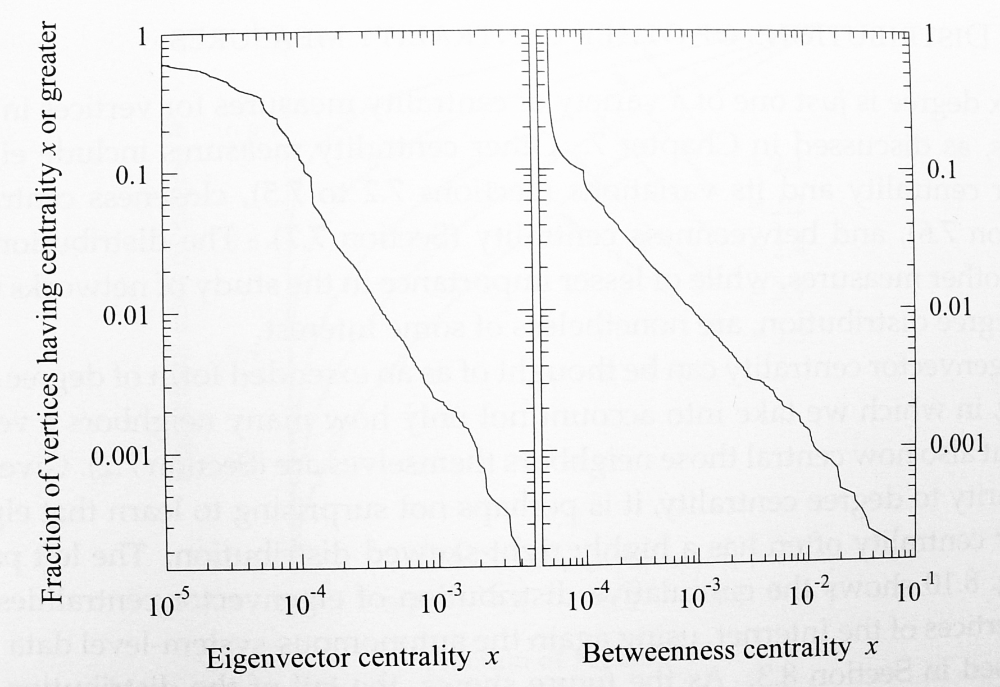 Fraction of vertices having centrality x or greater
1
0.1
0.01
0.001
10^-5 10^-4 10^-3
Eigenvector centrality x
1
0.1
0.01
0.001
10^-4 10^-3 10^-2 10^-1
Betweenness centrality x